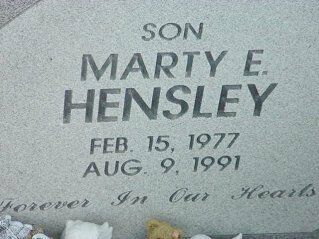 SON
MARTY E.
HENSLEY
FEB. 15, 1977
AUG. 9, 1991
Forever In Our Hearts